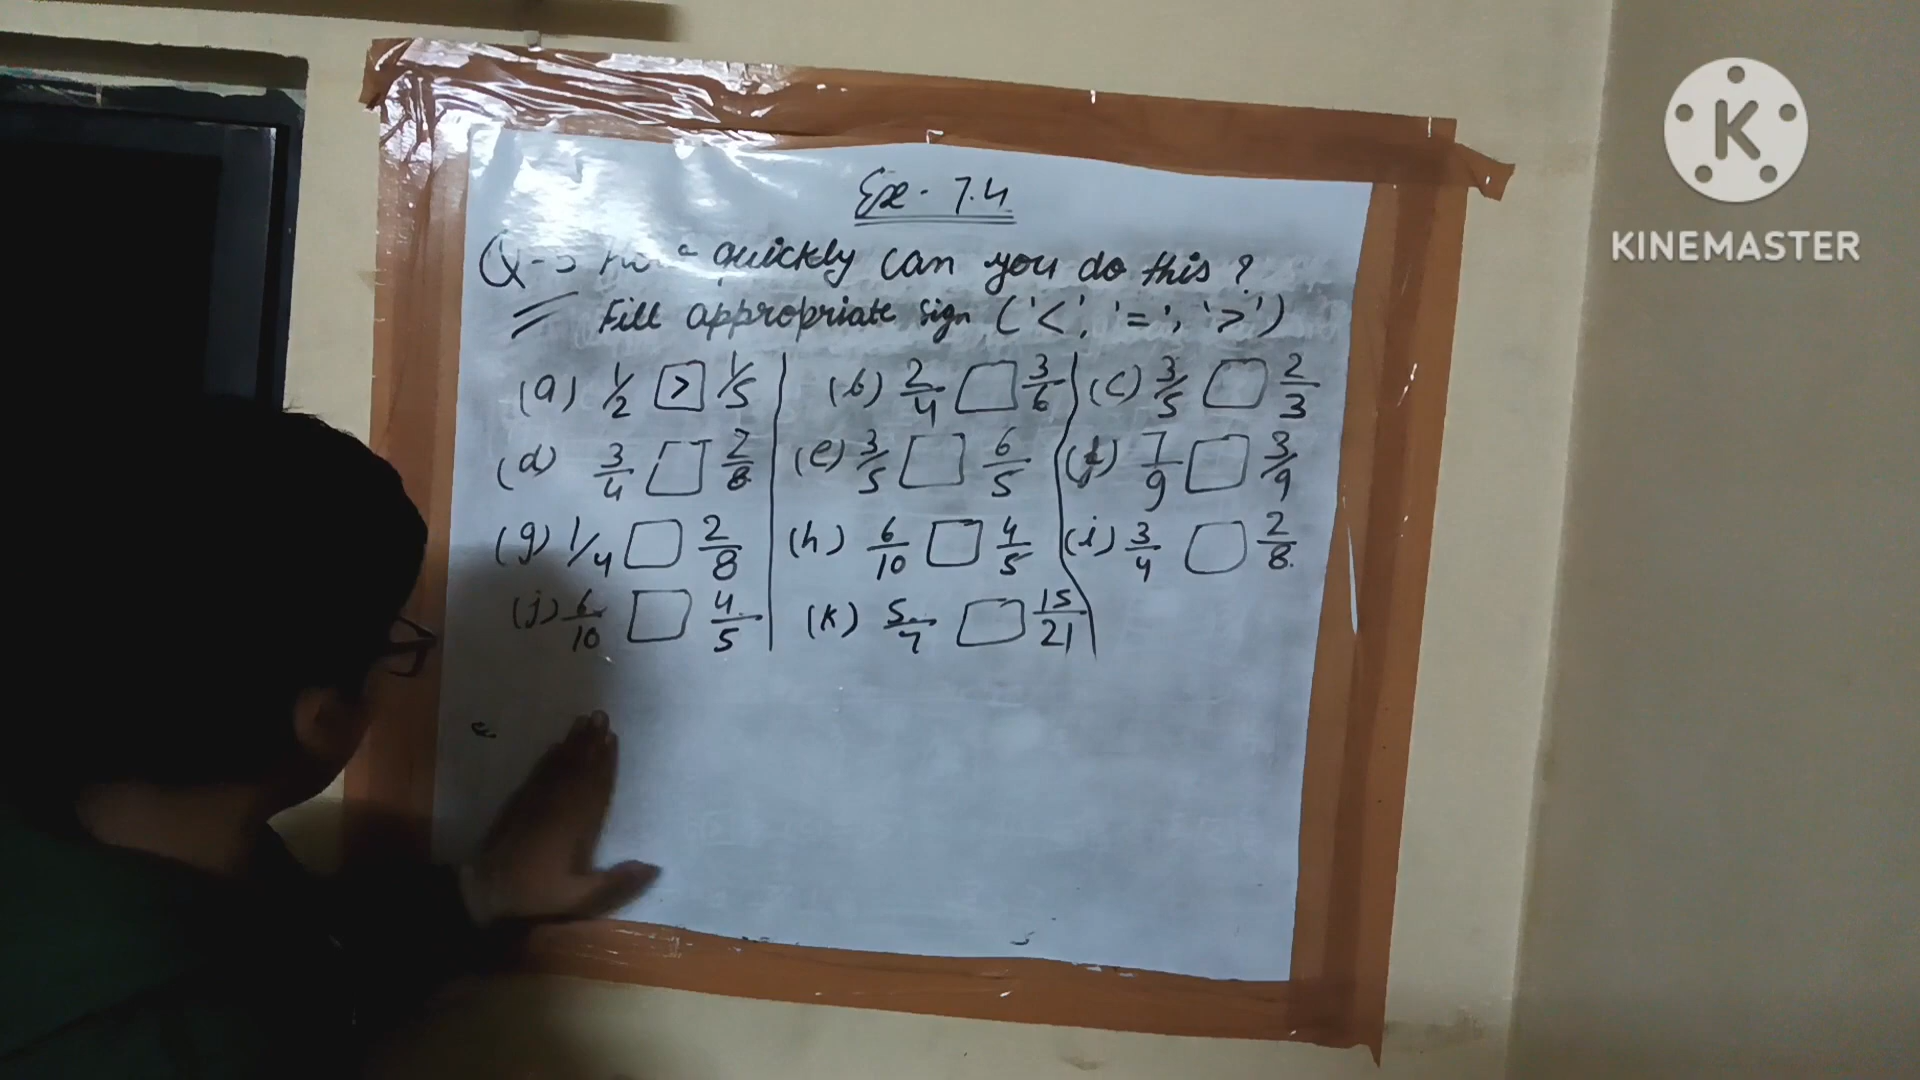 Ex - 7.4
Q-5 How quickly can you do this?
Fill appropriate sign ('<', '=', '>')
(a) 1/2 [>] 1/5 (b) 2/4 □ 3/6 (c) 3/5 □ 2/3
(d) 3/4 □ 2/8 (e) 3/5 □ 6/5 (f) 7/9 □ 3/9
(g) 1/4 □ 2/8 (h) 6/10 □ 4/5 (i) 3/4 □ 2/8
(j) 6/10 □ 4/5 (k) 5/7 □ 15/21
KINEMASTER